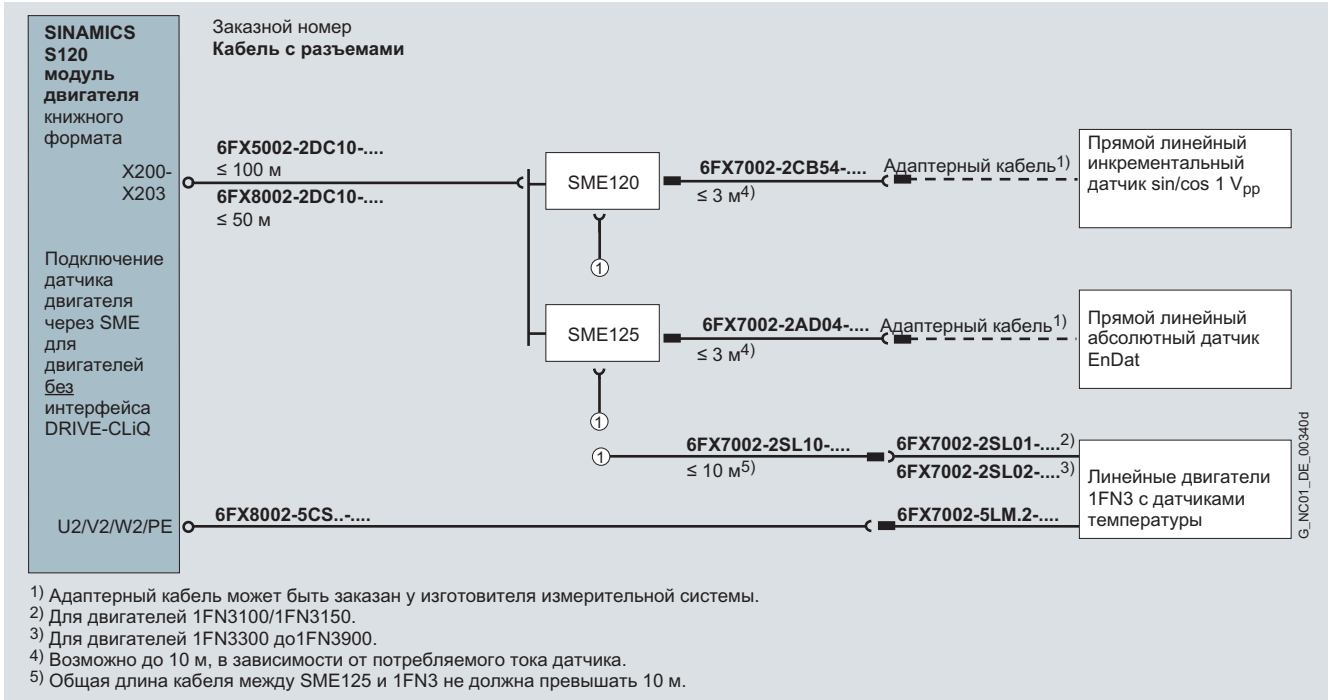 SINAMICS
S120
модуль
двигателя
книжного
формата
Заказной номер
Кабель с разъемами
X200-
X203
6FX5002-2DC10-....
≤ 100 м
6FX8002-2DC10-....
≤ 50 м
SME120
6FX7002-2CB54-....
≤ 3 м4)
Адаптерный кабель1)
Прямой линейный
инкрементальный
датчик sin/cos 1 Vpp
1
Подключение
датчика
двигателя
через SME
для
двигателей
без
интерфейса
DRIVE-CLiQ
SME125
6FX7002-2AD04-....
≤ 3 м4)
Адаптерный кабель1)
Прямой линейный
абсолютный датчик
EnDat
1
1
6FX7002-2SL10-....
≤ 10 м5)
6FX7002-2SL01-....2)
6FX7002-2SL02-....3)
Линейные двигатели
1FN3 с датчиками
температуры
U2/V2/W2/PE
6FX8002-5CS..-....
6FX7002-5LM.2-....
G_NC01_DE_00340d
1) Адаптерный кабель может быть заказан у изготовителя измерительной системы.
2) Для двигателей 1FN3100/1FN3150.
3) Для двигателей 1FN3300 до1FN3900.
4) Возможно до 10 м, в зависимости от потребляемого тока датчика.
5) Общая длина кабеля между SME125 и 1FN3 не должна превышать 10 м.